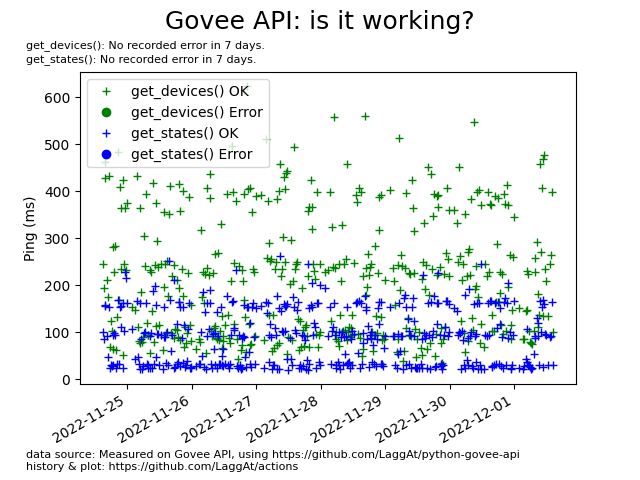 Govee API: is it working?
get_devices(): No recorded error in 7 days.
get_states(): No recorded error in 7 days.
get_devices() OK
get_devices() Error
get_states() OK
get_states() Error
Ping (ms)
600
500
400
300
200
100
0
2022-11-25
2022-11-26
2022-11-27
2022-11-28
2022-11-29
2022-11-30
2022-12-01
data source: Measured on Govee API, using https://github.com/LaggAt/python-govee-api
history & plot: https://github.com/LaggAt/actions